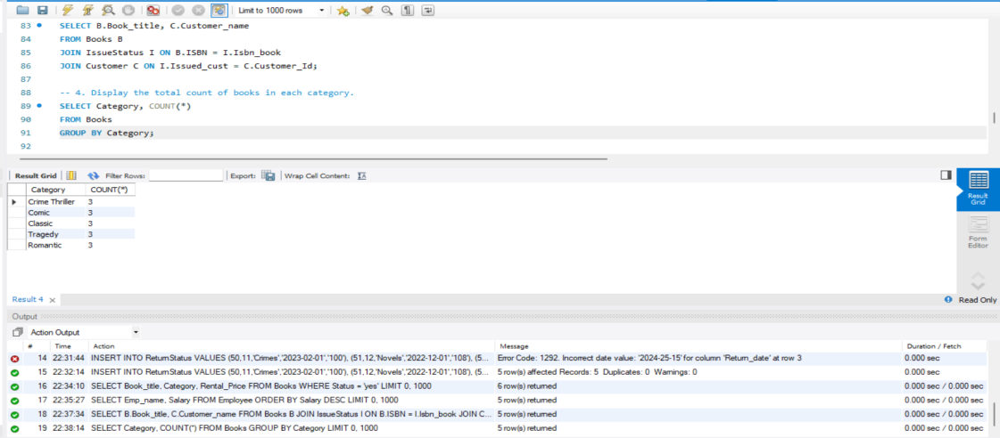 Limit to 1000 rows
83 SELECT B.Book_title, C.Customer_name
84 FROM Books B
85 JOIN IssueStatus I ON B.ISBN = I.Isbn_book
86 JOIN Customer C ON I.Issued_cust = C.Customer_Id;
87
88 -- 4. Display the total count of books in each category.
89 SELECT Category, COUNT(*)
90 FROM Books
91 GROUP BY Category;
92
Result Grid Filter Rows: Export: Wrap Cell Content:
Category COUNT(*)
Crime Thriller 3
Comic 3
Classic 3
Tragedy 3
Romantic 3
Result Grid
Form Editor
Result 4 Read Only
Output
Action Output
# Time Action Message Duration / Fetch
14 22:31:44 INSERT INTO ReturnStatus VALUES (50,11,'Crimes','2023-02-01','100'), (51,12,'Novels','2022-12-01','108'), (5... Error Code: 1292. Incorrect date value: '2024-25-15' for column 'Return_date' at row 3 0.000 sec
15 22:32:14 INSERT INTO ReturnStatus VALUES (50,11,'Crimes','2023-02-01','100'), (51,12,'Novels','2022-12-01','108'), (5... 5 row(s) affected Records: 5 Duplicates: 0 Warnings: 0 0.000 sec
16 22:34:10 SELECT Book_title, Category, Rental_Price FROM Books WHERE Status = 'yes' LIMIT 0, 1000 6 row(s) returned 0.000 sec / 0.000 sec
17 22:35:27 SELECT Emp_name, Salary FROM Employee ORDER BY Salary DESC LIMIT 0, 1000 5 row(s) returned 0.000 sec / 0.000 sec
18 22:37:34 SELECT B.Book_title, C.Customer_name FROM Books B JOIN IssueStatus I ON B.ISBN = I.Isbn_book JOIN C... 5 row(s) returned 0.000 sec / 0.000 sec
19 22:38:14 SELECT Category, COUNT(*) FROM Books GROUP BY Category LIMIT 0, 1000 5 row(s) returned 0.000 sec / 0.000 sec